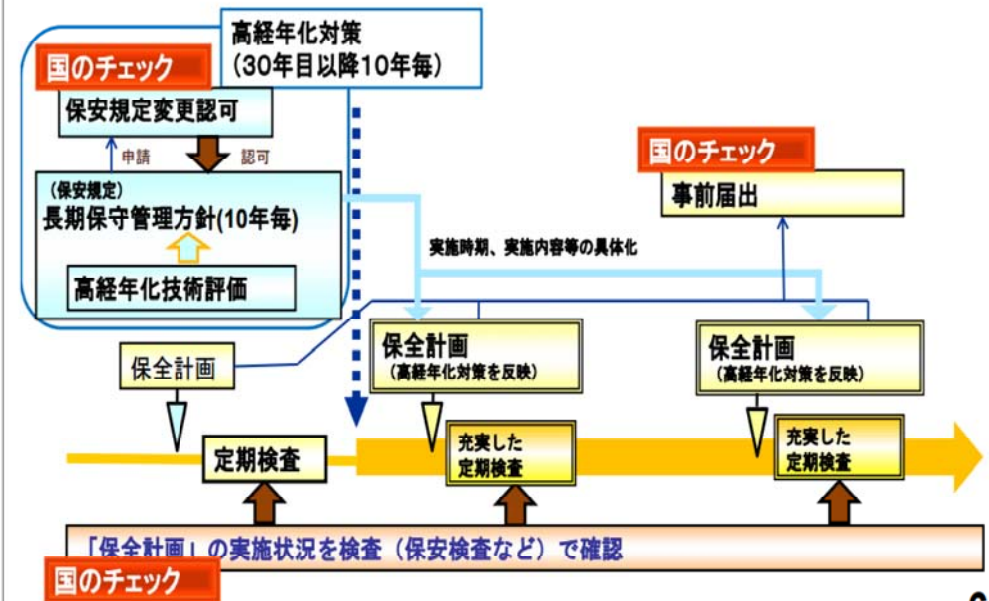 高経年化対策
(30年目以降10年毎)
国のチェック
保安規定変更認可
申請
認可
(保安規定)
長期保守管理方針(10年毎)
高経年化技術評価
国のチェック
事前届出
実施時期、実施内容等の具体化
保全計画
保全計画
(高経年化対策を反映)
保全計画
(高経年化対策を反映)
定期検査
充実した
定期検査
充実した
定期検査
「保全計画」の実施状況を検査(保安検査など)で確認
国のチェック